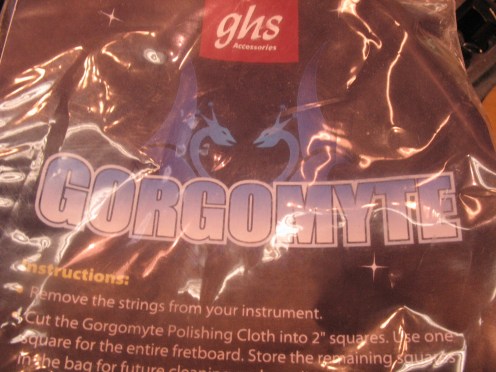 ghs
Accessories
GORGOMYTE
Instructions:
Remove the strings from your instrument.
Cut the Gorgomyte Polishing Cloth into 2" squares. Use one
square for the entire fretboard. Store the remaining squares
in the bag for future